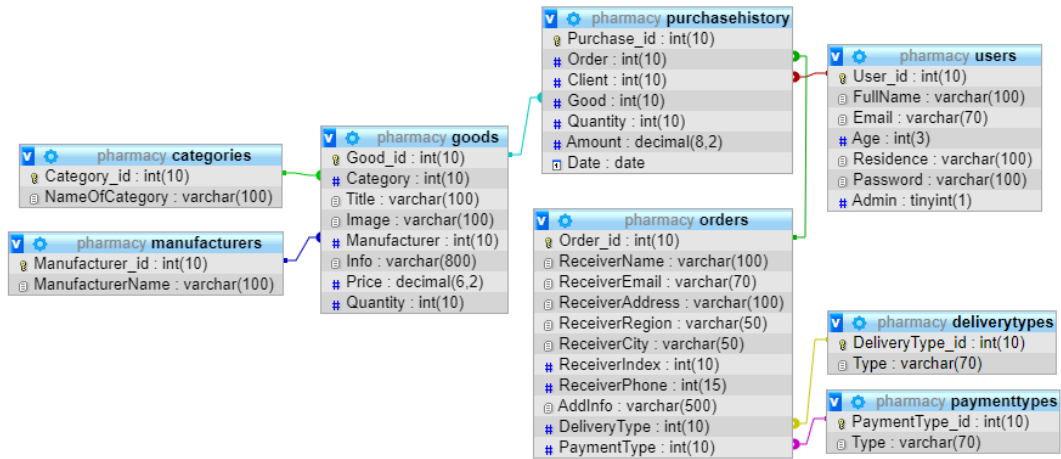 pharmacy purchasehistory
Purchase_id : int(10)
Order : int(10)
Client : int(10)
Good : int(10)
Quantity : int(10)
Amount : decimal(8,2)
Date : date
pharmacy users
User_id : int(10)
FullName : varchar(100)
Email : varchar(70)
Age : int(3)
Residence : varchar(100)
Password : varchar(100)
Admin : tinyint(1)
pharmacy goods
Good_id : int(10)
Category : int(10)
Title : varchar(100)
Image : varchar(100)
Manufacturer : int(10)
Info : varchar(800)
Price : decimal(6,2)
Quantity : int(10)
pharmacy categories
Category_id : int(10)
NameOfCategory : varchar(100)
pharmacy manufacturers
Manufacturer_id : int(10)
ManufacturerName : varchar(100)
pharmacy orders
Order_id : int(10)
ReceiverName : varchar(100)
ReceiverEmail : varchar(70)
ReceiverAddress : varchar(100)
ReceiverRegion : varchar(50)
ReceiverCity : varchar(50)
ReceiverIndex : int(10)
ReceiverPhone : int(15)
AddInfo : varchar(500)
DeliveryType : int(10)
PaymentType : int(10)
pharmacy deliverytypes
DeliveryType_id : int(10)
Type : varchar(70)
pharmacy paymenttypes
PaymentType_id : int(10)
Type : varchar(70)